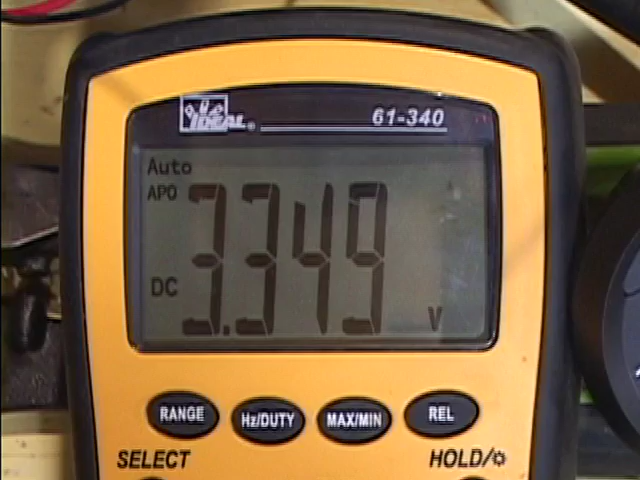 IDEAL® 61-340
Auto
APO
3.349
DC
V
RANGE Hz/DUTY MAX/MIN REL
SELECT HOLD/☼